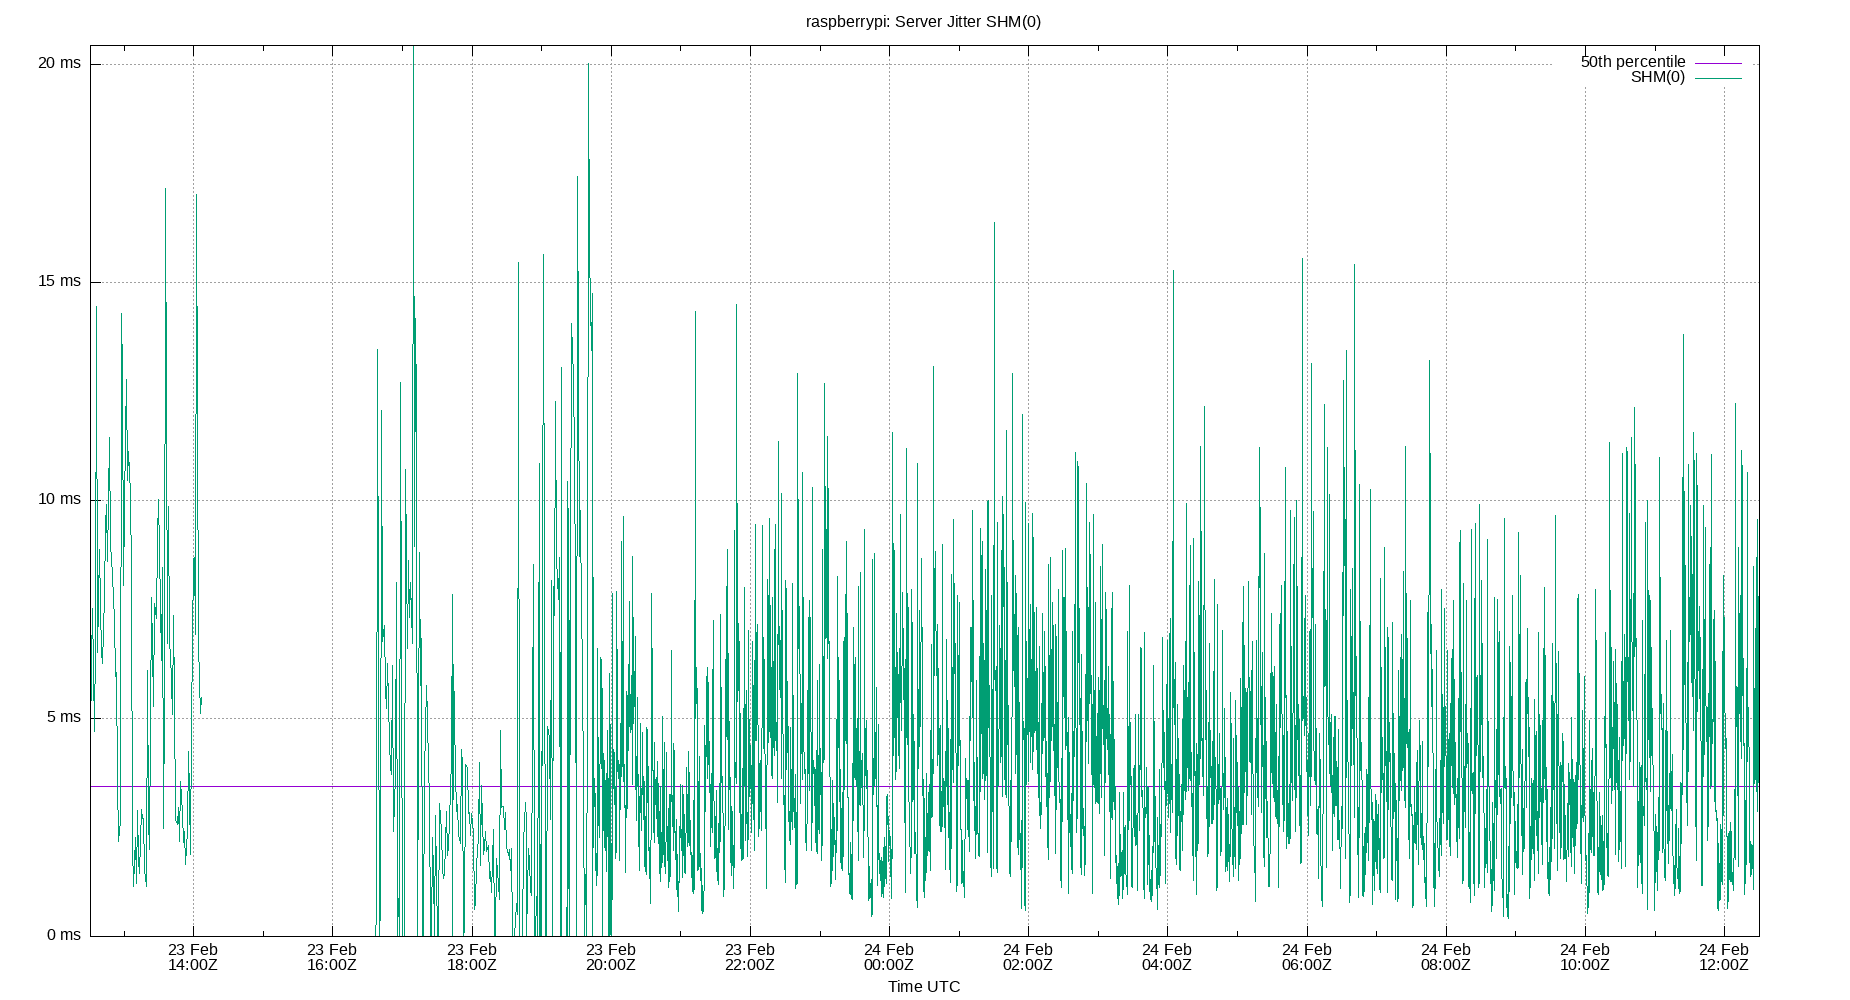 raspberrypi: Server Jitter SHM(0)
50th percentile
SHM(0)
20 ms
15 ms
10 ms
5 ms
0 ms
23 Feb 23 Feb 23 Feb 23 Feb 23 Feb 24 Feb 24 Feb 24 Feb 24 Feb 24 Feb 24 Feb 24 Feb
14:00Z 16:00Z 18:00Z 20:00Z 22:00Z 00:00Z 02:00Z 04:00Z 06:00Z 08:00Z 10:00Z 12:00Z
Time UTC